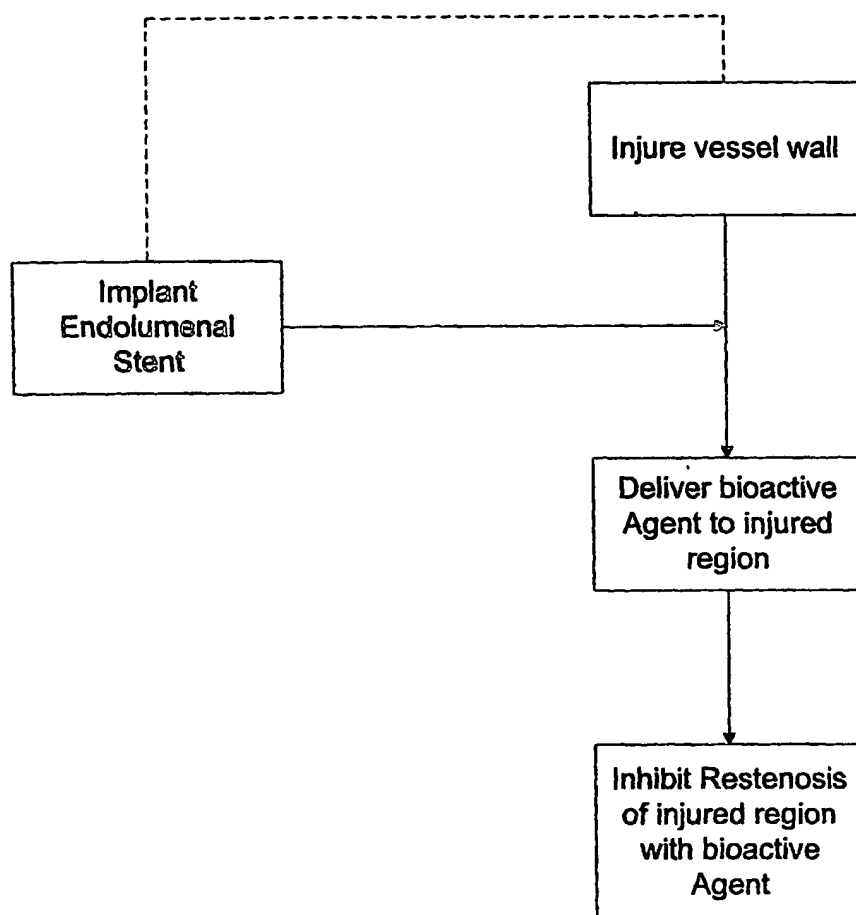 Injure vessel wall
Implant
Endolumenal
Stent
Deliver bioactive
Agent to injured
region
Inhibit Restenosis
of injured region
with bioactive
Agent